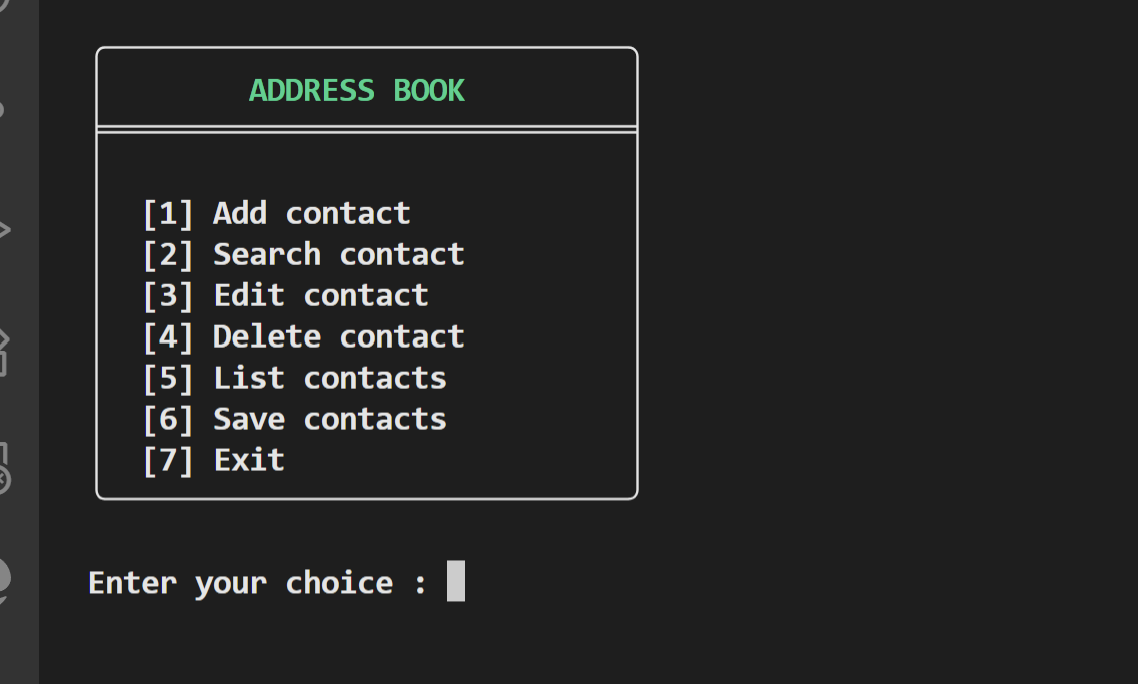 ADDRESS BOOK
[1] Add contact
[2] Search contact
[3] Edit contact
[4] Delete contact
[5] List contacts
[6] Save contacts
[7] Exit
Enter your choice :